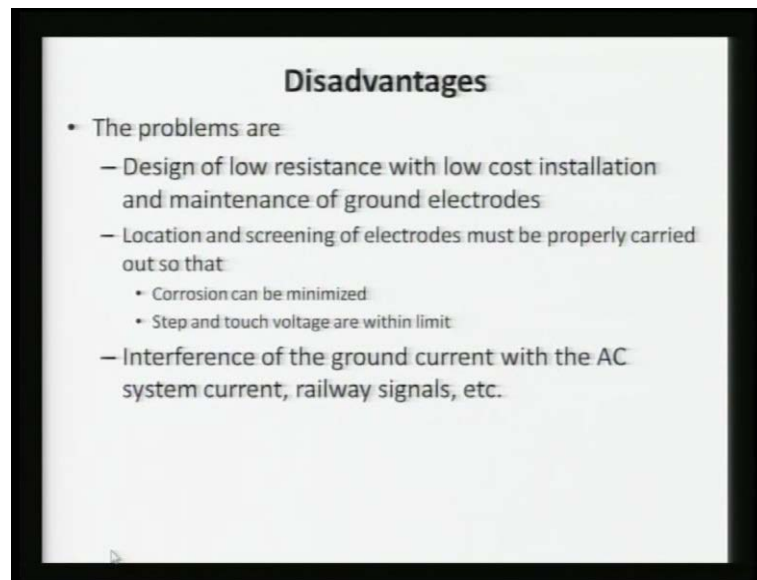 Disadvantages
• The problems are
– Design of low resistance with low cost installation
and maintenance of ground electrodes
– Location and screening of electrodes must be properly carried
out so that
• Corrosion can be minimized
• Step and touch voltage are within limit
– Interference of the ground current with the AC
system current, railway signals, etc.